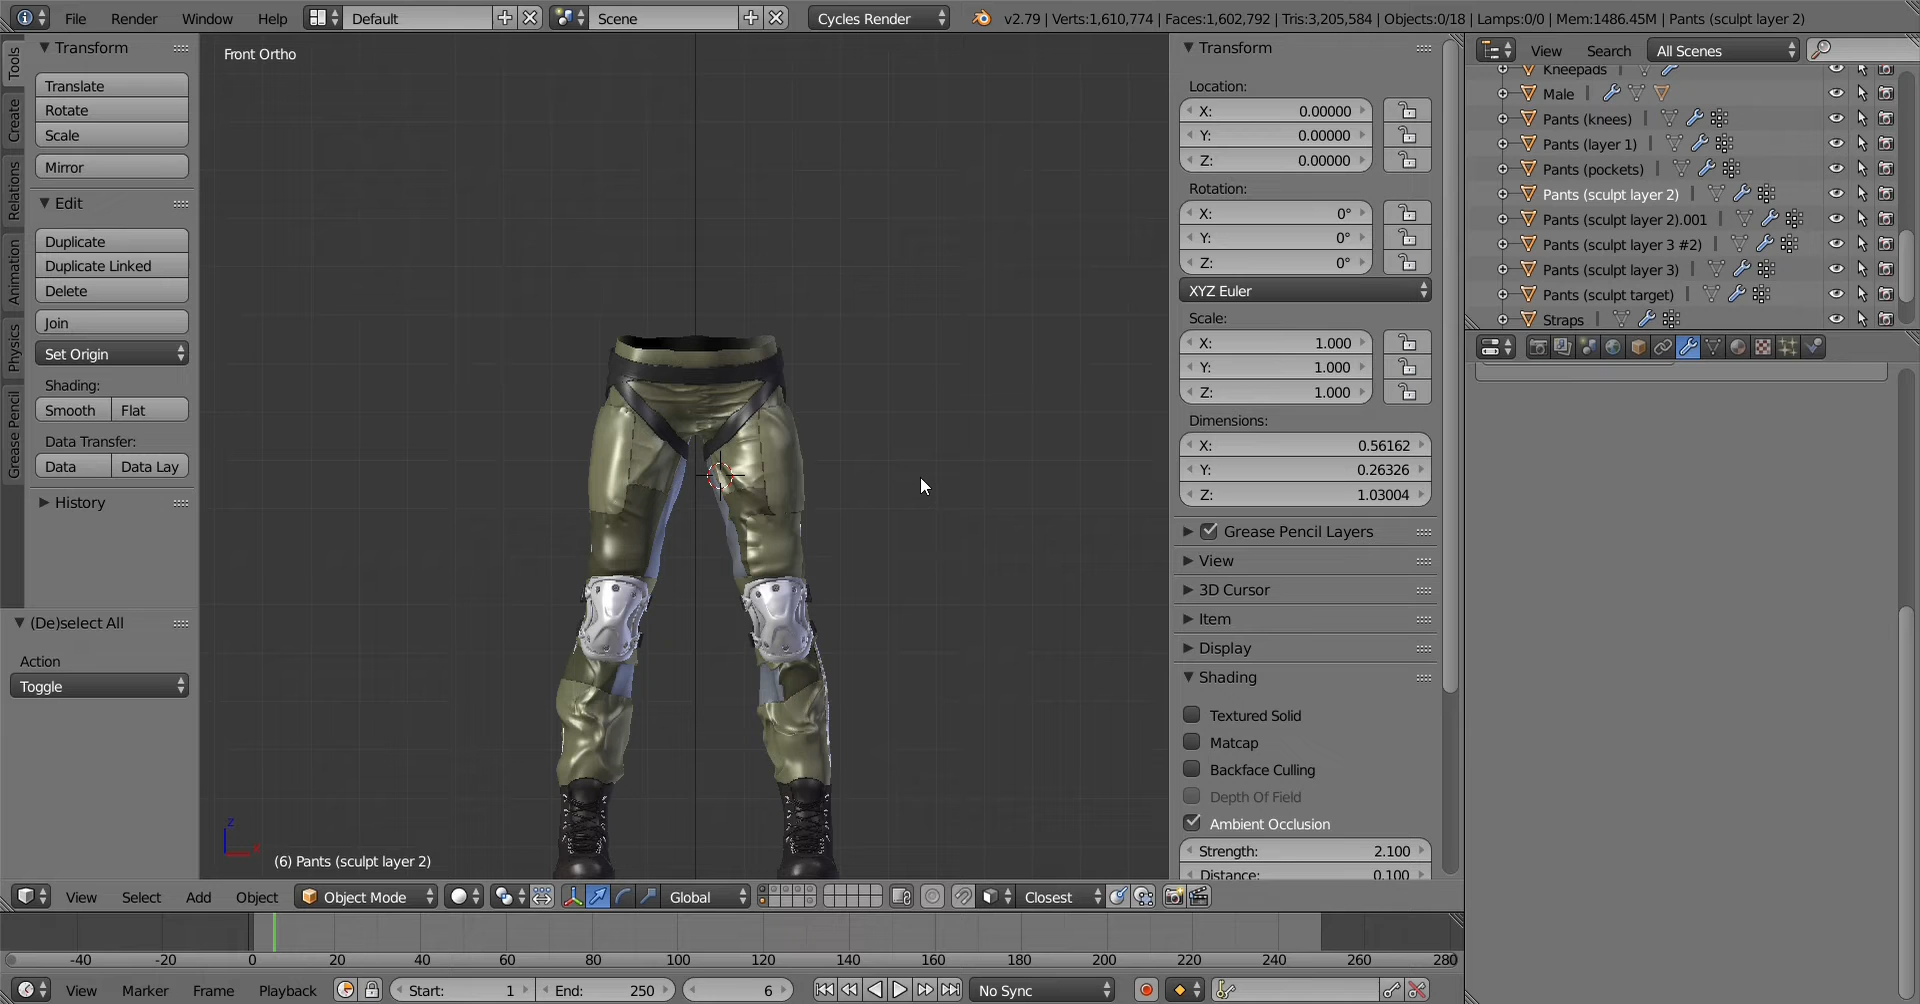 File Render Window Help Default Scene Cycles Render v2.79 | Verts:1,610,774 | Faces:1,602,792 | Tris:3,205,584 | Objects:0/18 | Lamps:0/0 | Mem:1486.45M | Pants (sculpt layer 2)
Tools
Create
Relations
Animation
Physics
Grease Pencil
Transform
Translate
Rotate
Scale
Mirror
Edit
Duplicate
Duplicate Linked
Delete
Join
Set Origin
Shading:
Smooth Flat
Data Transfer:
Data Data Lay
History
(De)select All
Action
Toggle
Front Ortho
z
x
(6) Pants (sculpt layer 2)
Transform
Location:
X: 0.00000
Y: 0.00000
Z: 0.00000
Rotation:
X: 0°
Y: 0°
Z: 0°
XYZ Euler
Scale:
X: 1.000
Y: 1.000
Z: 1.000
Dimensions:
X: 0.56162
Y: 0.26326
Z: 1.03004
Grease Pencil Layers
View
3D Cursor
Item
Display
Shading
Textured Solid
Matcap
Backface Culling
Depth Of Field
Ambient Occlusion
Strength: 2.100
Distance: 0.100
View Search All Scenes
Kneepads
Male
Pants (knees)
Pants (layer 1)
Pants (pockets)
Pants (sculpt layer 2)
Pants (sculpt layer 2).001
Pants (sculpt layer 3 #2)
Pants (sculpt layer 3)
Pants (sculpt target)
Straps
View Select Add Object Object Mode Global Closest
-40 -20 0 20 40 60 80 100 120 140 160 180 200 220 240 260 280
View Marker Frame Playback Start: 1 End: 250 6 No Sync